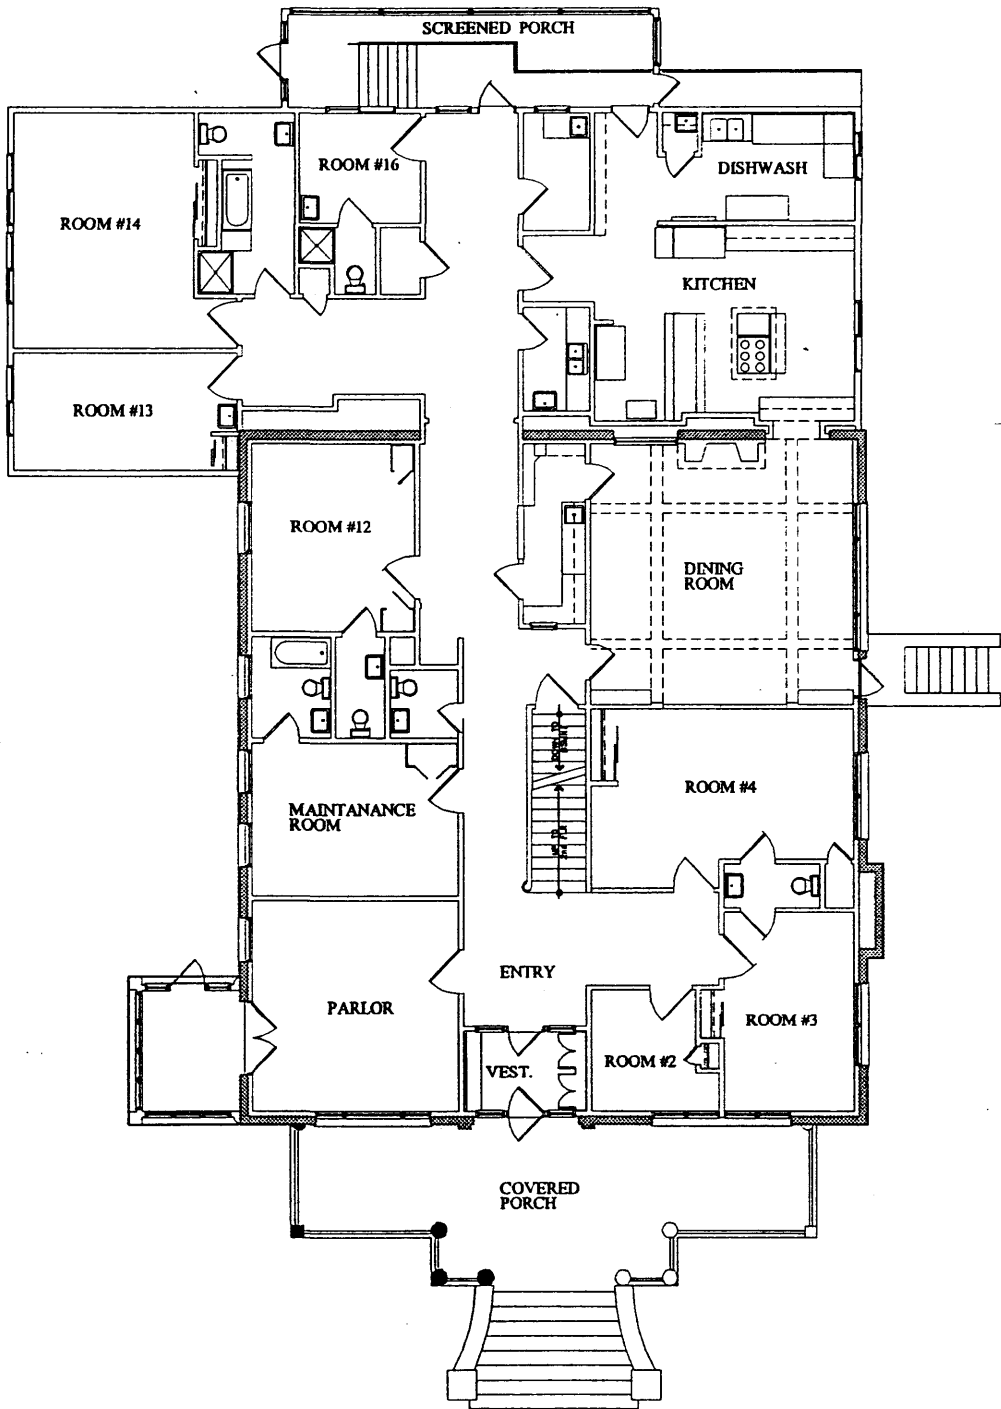 SCREENED PORCH
ROOM #16
DISHWASH
ROOM #14
KITCHEN
ROOM #13
ROOM #12
DINING
ROOM
ROOM #4
MAINTANANCE
ROOM
ENTRY
PARLOR
ROOM #3
ROOM #2
VEST.
COVERED
PORCH